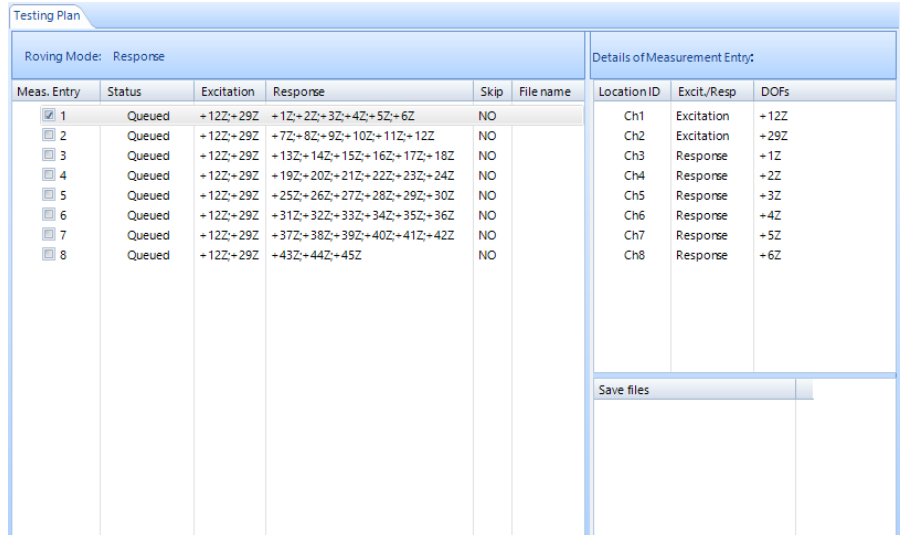 Testing Plan
Roving Mode: Response
Meas. Entry Status Excitation Response Skip File name
1 Queued +12Z;+29Z +1Z;+2Z;+3Z;+4Z;+5Z;+6Z NO
2 Queued +12Z;+29Z +7Z;+8Z;+9Z;+10Z;+11Z;+12Z NO
3 Queued +12Z;+29Z +13Z;+14Z;+15Z;+16Z;+17Z;+18Z NO
4 Queued +12Z;+29Z +19Z;+20Z;+21Z;+22Z;+23Z;+24Z NO
5 Queued +12Z;+29Z +25Z;+26Z;+27Z;+28Z;+29Z;+30Z NO
6 Queued +12Z;+29Z +31Z;+32Z;+33Z;+34Z;+35Z;+36Z NO
7 Queued +12Z;+29Z +37Z;+38Z;+39Z;+40Z;+41Z;+42Z NO
8 Queued +12Z;+29Z +43Z;+44Z;+45Z NO
Details of Measurement Entry:
Location ID Excit./Resp DOFs
Ch1 Excitation +12Z
Ch2 Excitation +29Z
Ch3 Response +1Z
Ch4 Response +2Z
Ch5 Response +3Z
Ch6 Response +4Z
Ch7 Response +5Z
Ch8 Response +6Z
Save files